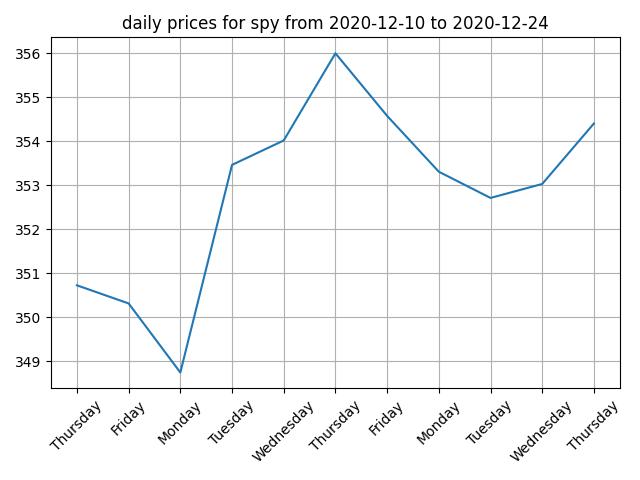 daily prices for spy from 2020-12-10 to 2020-12-24
356
355
354
353
352
351
350
349
Thursday
Friday
Monday
Tuesday
Wednesday
Thursday
Friday
Monday
Tuesday
Wednesday
Thursday